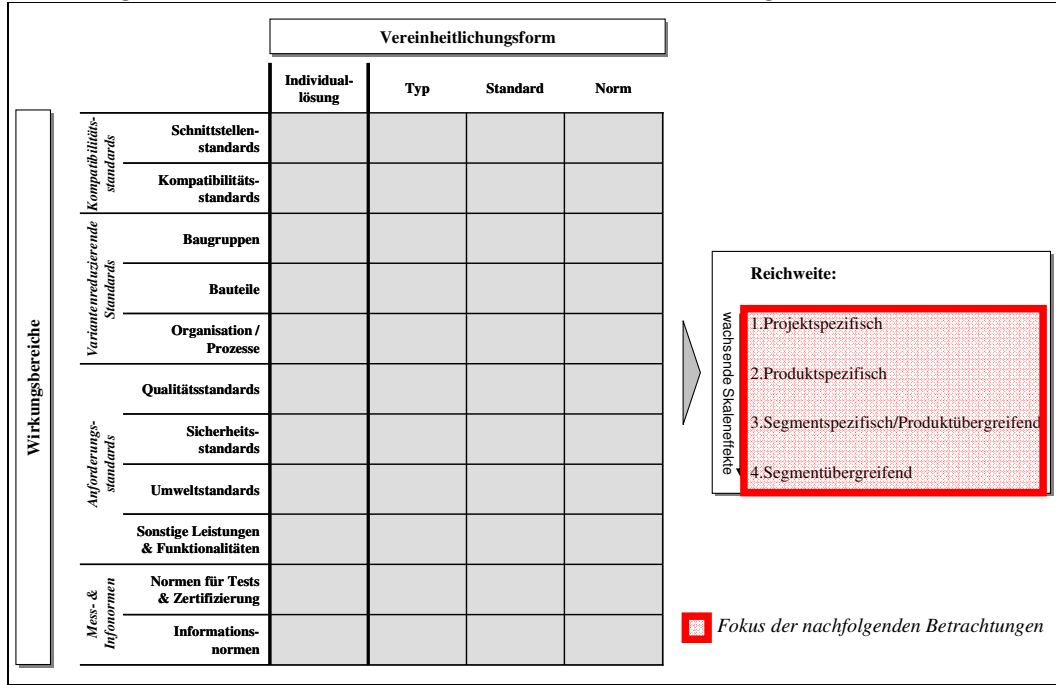 Vereinheitlichungsform
Individual-
lösung
Typ
Standard
Norm
Wirkungsbereiche
Kompatibilitäts-
standards
Schnittstellen-
standards
Kompatibilitäts-
standards
Variantenreduzierende
Standards
Baugruppen
Bauteile
Organisation /
Prozesse
Anforderungs-
standards
Qualitätsstandards
Sicherheits-
standards
Umweltstandards
Sonstige Leistungen
& Funktionalitäten
Mess- &
Infonormen
Normen für Tests
& Zertifizierung
Informations-
normen
Reichweite:
wachsende Skaleneffekte
1.Projektspezifisch
2.Produktspezifisch
3.Segmentspezifisch/Produktübergreifend
4.Segmentübergreifend
Fokus der nachfolgenden Betrachtungen